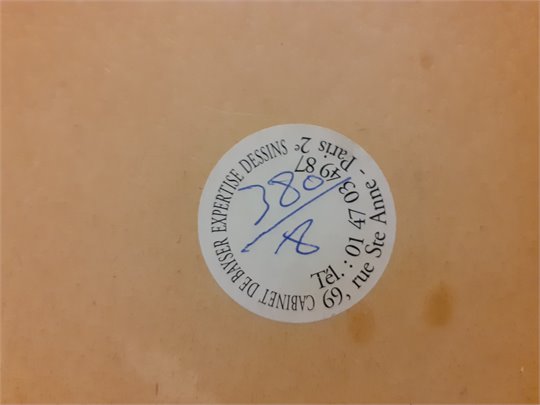 CABINET DE BAYSER EXPERTISE DESSINS
69, rue Ste Anne - Paris 2e
Tél. : 01 47 03 49 87
380/A